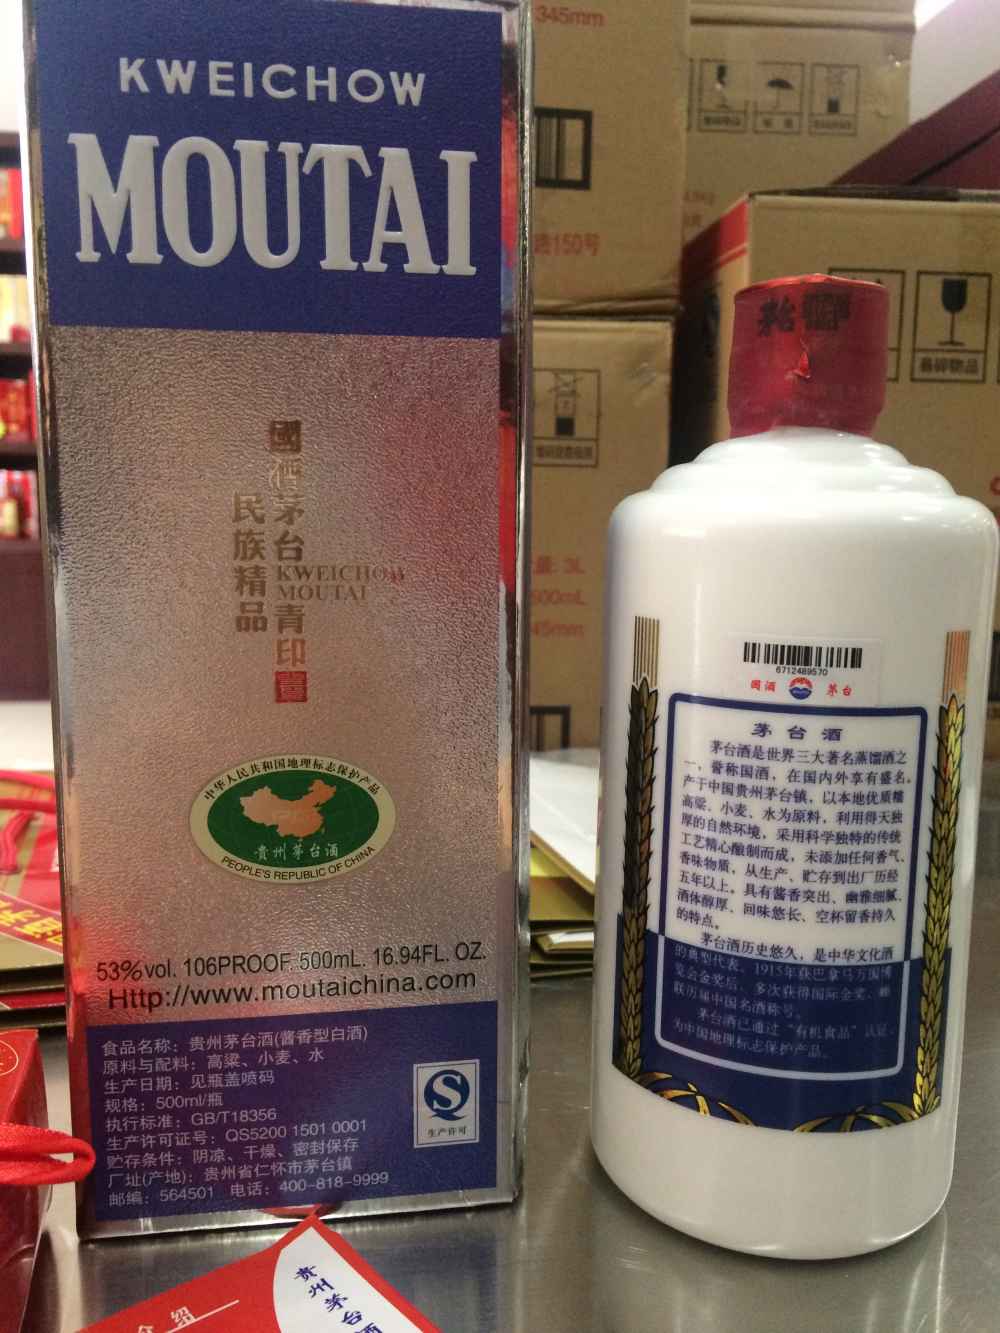 KWEICHOW
MOUTAI
國酒茅台青印
民族精品
KWEICHOW
MOUTAI
中华人民共和国地理标志保护产品
贵州茅台酒
PEOPLE'S REPUBLIC OF CHINA
53%vol. 106PROOF. 500mL. 16.94FL. OZ.
Http://www.moutaichina.com
食品名称：贵州茅台酒(酱香型白酒)
原料与配料：高粱、小麦、水
生产日期：见瓶盖喷码
规格：500ml/瓶
执行标准：GB/T18356
生产许可证号：QS5200 1501 0001
贮存条件：阴凉、干燥、密封保存
厂址(产地)：贵州省仁怀市茅台镇
邮编：564501 电话：400-818-9999
生产许可
345mm
150号
3L
500mL
45mm
易碎物品
茅台
6712489570
国酒 茅台
茅台酒
茅台酒是世界三大著名蒸馏酒之
一，誉称国酒，在国内外享有盛名。
产于中国贵州茅台镇，以本地优质糯
高粱、小麦、水为原料，利用得天独
厚的自然环境，采用科学独特的传统
工艺精心酿制而成，未添加任何香气、
香味物质，从生产、贮存到出厂历经
五年以上。具有酱香突出、幽雅细腻、
酒体醇厚、回味悠长、空杯留香持久
的特点。
茅台酒历史悠久，是中华文化酒
的典型代表。1915年获巴拿马万国博
览会金奖后，多次获得国际金奖，蝉
联历届中国名酒称号。
茅台酒已通过“有机食品”认证，
为中国地理标志保护产品。
贵州茅台酒
介绍